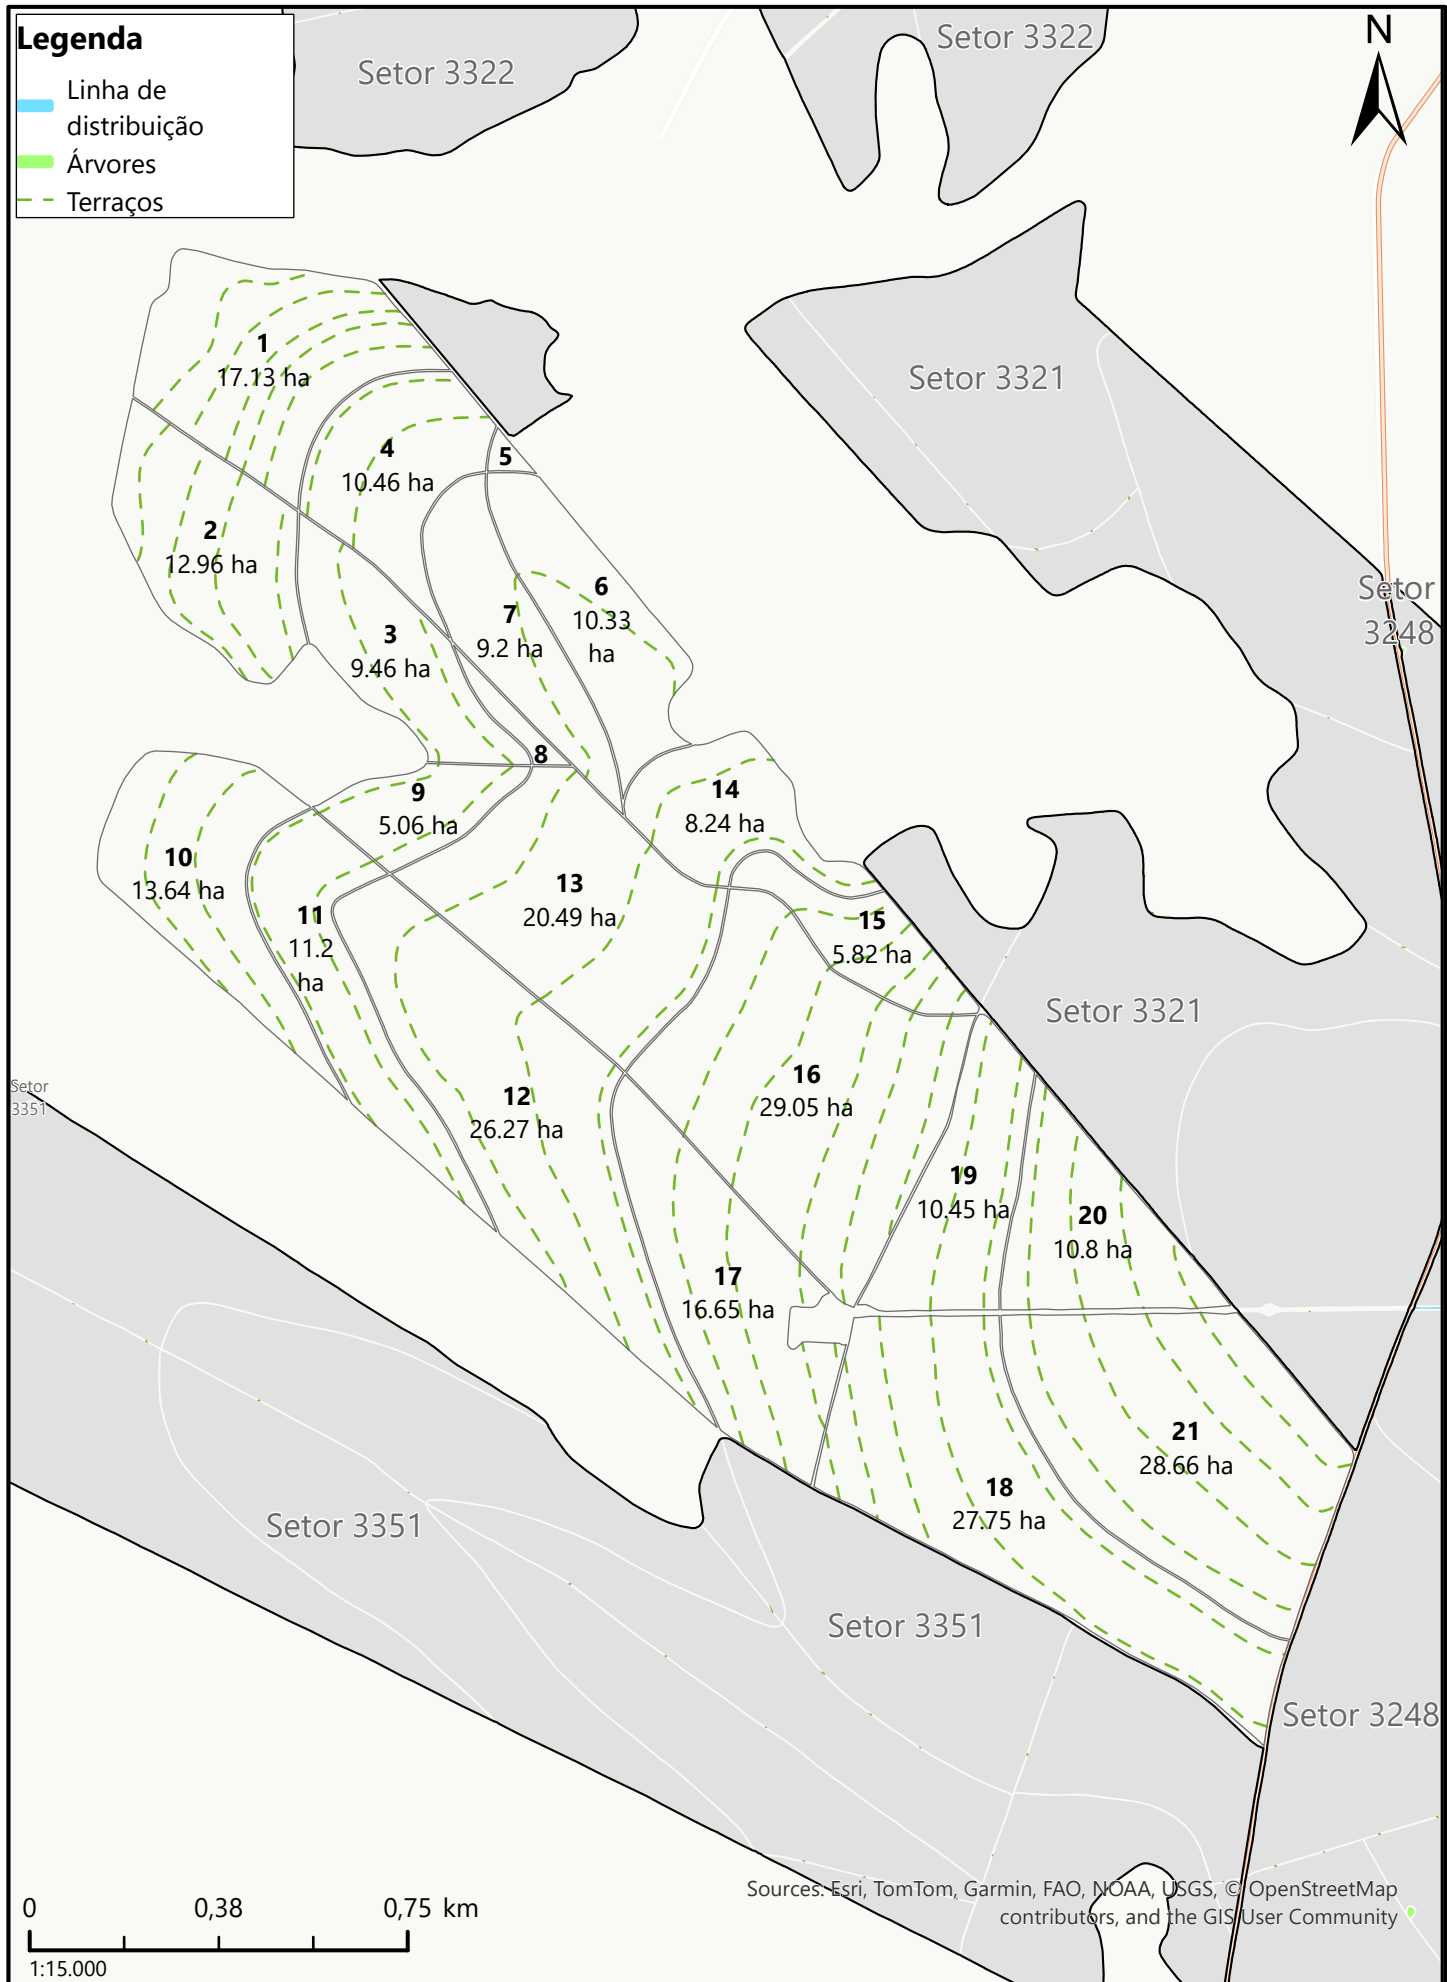 Legenda
Linha de
distribuição
Árvores
Terraços
N
Setor 3322
Setor 3322
Setor 3321
Setor
3248
1
17.13 ha
4
10.46 ha
5
2
12.96 ha
6
10.33
ha
7
9.2 ha
3
9.46 ha
8
9
5.06 ha
14
8.24 ha
10
13.64 ha
13
20.49 ha
11
11.2
ha
15
5.82 ha
Setor 3321
Setor
3351
16
29.05 ha
12
26.27 ha
19
10.45 ha
20
10.8 ha
17
16.65 ha
21
28.66 ha
18
27.75 ha
Setor 3351
Setor 3351
Setor 3248
0 0,38 0,75 km
1:15.000
Sources: Esri, TomTom, Garmin, FAO, NOAA, USGS, © OpenStreetMap
contributors, and the GIS User Community